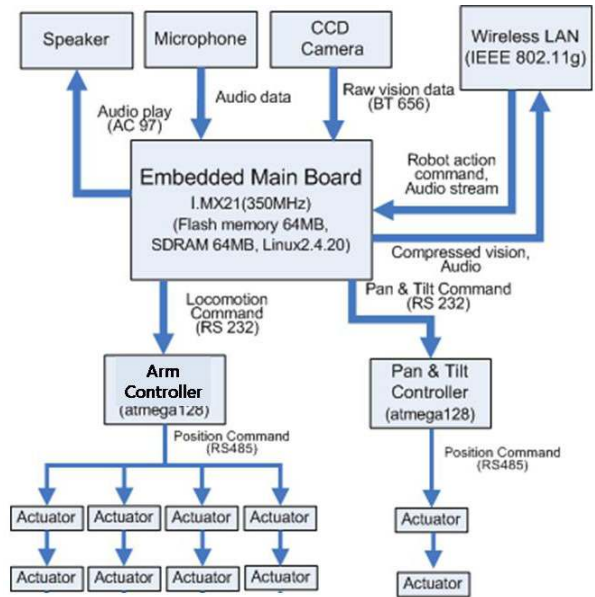 Speaker
Microphone
CCD
Camera
Wireless LAN
(IEEE 802.11g)
Audio play
(AC 97)
Audio data
Raw vision data
(BT 656)
Robot action
command,
Audio stream
Embedded Main Board
I.MX21(350MHz)
(Flash memory 64MB,
SDRAM 64MB, Linux2.4.20)
Compressed vision,
Audio
Locomotion
Command
(RS 232)
Pan & Tilt Command
(RS 232)
Arm
Controller
(atmega128)
Pan & Tilt
Controller
(atmega128)
Position Command
(RS485)
Position Command
(RS485)
Actuator
Actuator
Actuator
Actuator
Actuator
Actuator
Actuator
Actuator
Actuator
Actuator